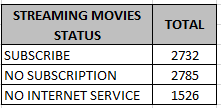 STREAMING MOVIES STATUS TOTAL
SUBSCRIBE 2732
NO SUBSCRIPTION 2785
NO INTERNET SERVICE 1526